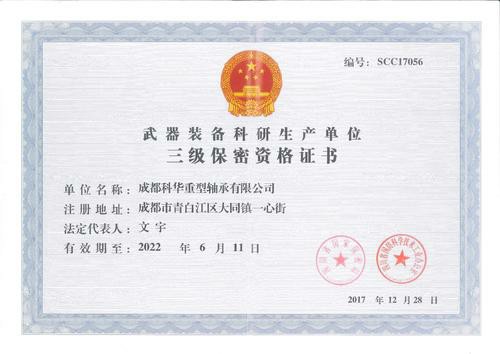 编号：SCC17056
武器装备科研生产单位
三级保密资格证书
单位名称：成都科华重型轴承有限公司
注册地址：成都市青白江区大同镇一心街
法定代表人：文宇
有效期至：2022 年 6 月 11 日
2017 年 12 月 28 日